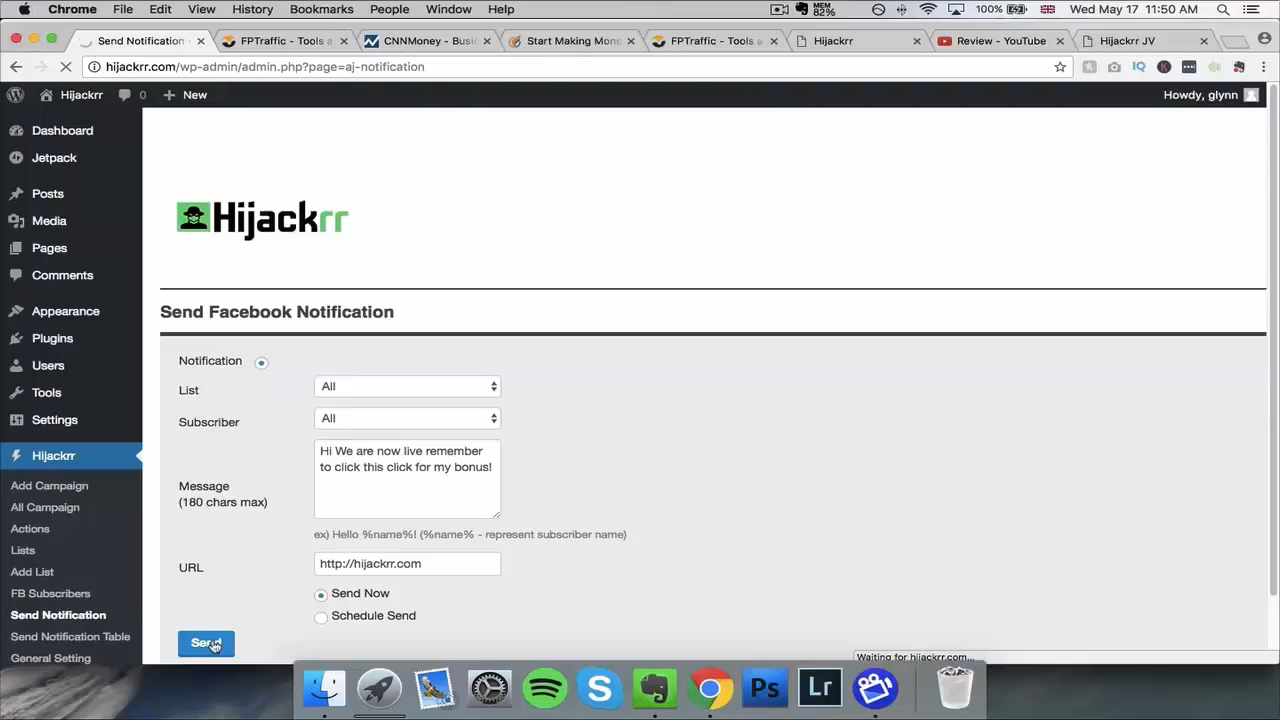 Chrome File Edit View History Bookmarks People Window Help MEM 82% 100% Wed May 17 11:50 AM
Send Notification FPTraffic - Tools a CNNMoney - Busi Start Making Mone FPTraffic - Tools a Hijackrr Review - YouTube Hijackrr JV
hijackrr.com/wp-admin/admin.php?page=aj-notification
Hijackrr 0 New Howdy, glynn
Dashboard
Jetpack
Posts
Media
Pages
Comments
Appearance
Plugins
Users
Tools
Settings
Hijackrr
Add Campaign
All Campaign
Actions
Lists
Add List
FB Subscribers
Send Notification
Send Notification Table
General Setting
Hijackrr
Send Facebook Notification
Notification
List All
Subscriber All
Message
(180 chars max)
Hi We are now live remember
to click this click for my bonus!
ex) Hello %name%! (%name% - represent subscriber name)
URL http://hijackrr.com
Send Now
Schedule Send
Send
Waiting for hijackrr.com...
Ps Lr